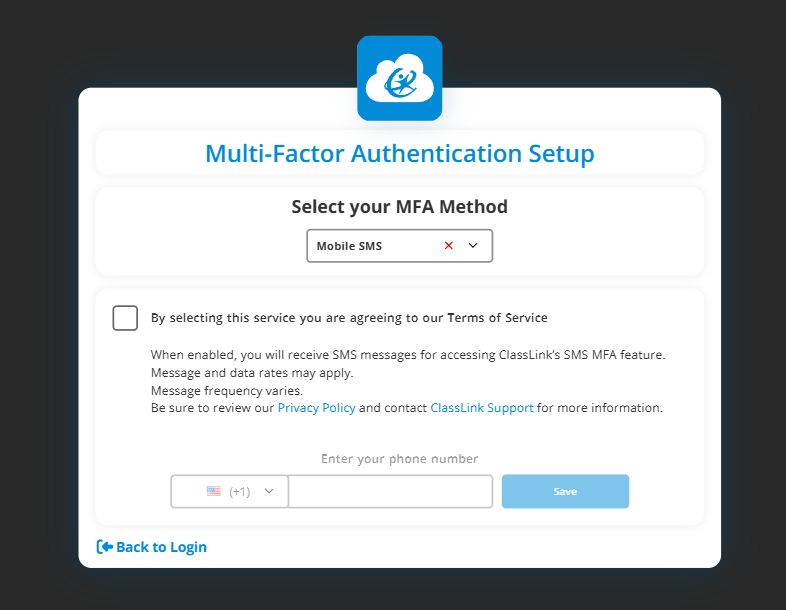 Multi-Factor Authentication Setup
Select your MFA Method
Mobile SMS
By selecting this service you are agreeing to our Terms of Service
When enabled, you will receive SMS messages for accessing ClassLink's SMS MFA feature.
Message and data rates may apply.
Message frequency varies.
Be sure to review our Privacy Policy and contact ClassLink Support for more information.
Enter your phone number
(+1)
Save
Back to Login